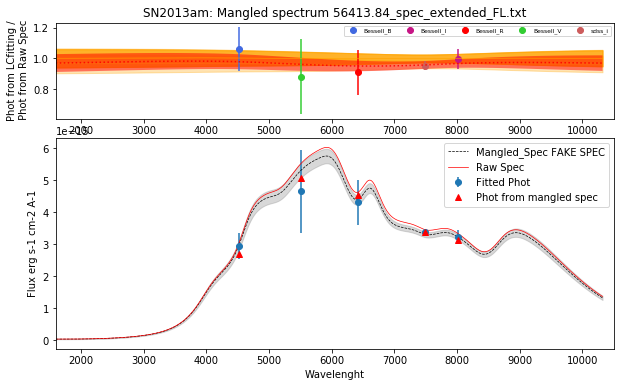 SN2013am: Mangled spectrum 56413.84_spec_extended_FL.txt
Phot from LCfitting /
Phot from Raw Spec
1.2
1.0
0.8
Bessell_B
Bessell_I
Bessell_R
Bessell_V
sdss_i
2000 3000 4000 5000 6000 7000 8000 9000 10000
Flux erg s-1 cm-2 A-1
6
5
4
3
2
1
0
Mangled_Spec FAKE SPEC
Raw Spec
Fitted Phot
Phot from mangled spec
2000 3000 4000 5000 6000 7000 8000 9000 10000
Wavelenght